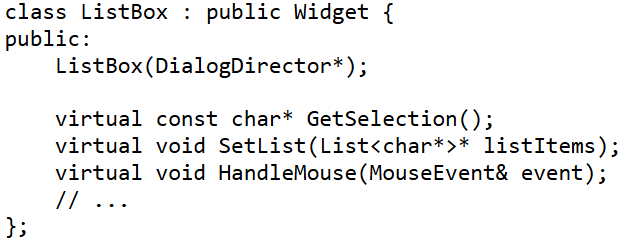 class ListBox : public Widget {
public:
    ListBox(DialogDirector*);

    virtual const char* GetSelection();
    virtual void SetList(List<char*>* listItems);
    virtual void HandleMouse(MouseEvent& event);
    // ...
};